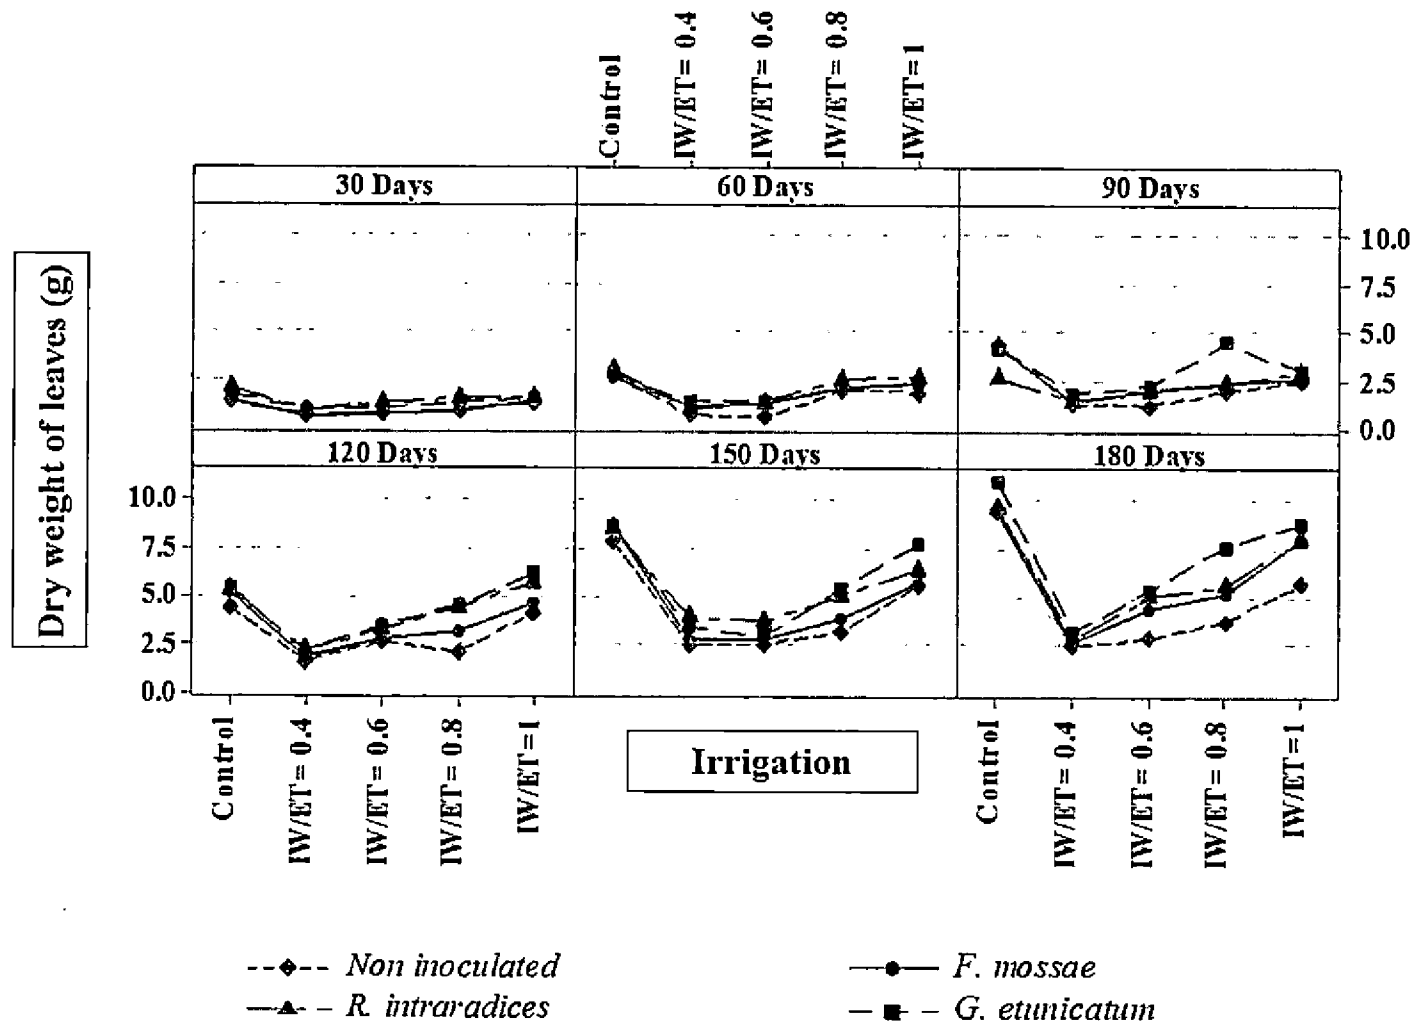 Control
IW/ET= 0.4
IW/ET= 0.6
IW/ET= 0.8
IW/ET= 1
30 Days
60 Days
90 Days
10.0
7.5
5.0
2.5
0.0
Dry weight of leaves (g)
120 Days
150 Days
180 Days
10.0
7.5
5.0
2.5
0.0
Control
IW/ET= 0.4
IW/ET= 0.6
IW/ET= 0.8
IW/ET=1
Irrigation
Control
IW/ET= 0.4
IW/ET= 0.6
IW/ET= 0.8
IW/ET=1
Non inoculated
F. mossae
R. intraradices
G. etunicatum